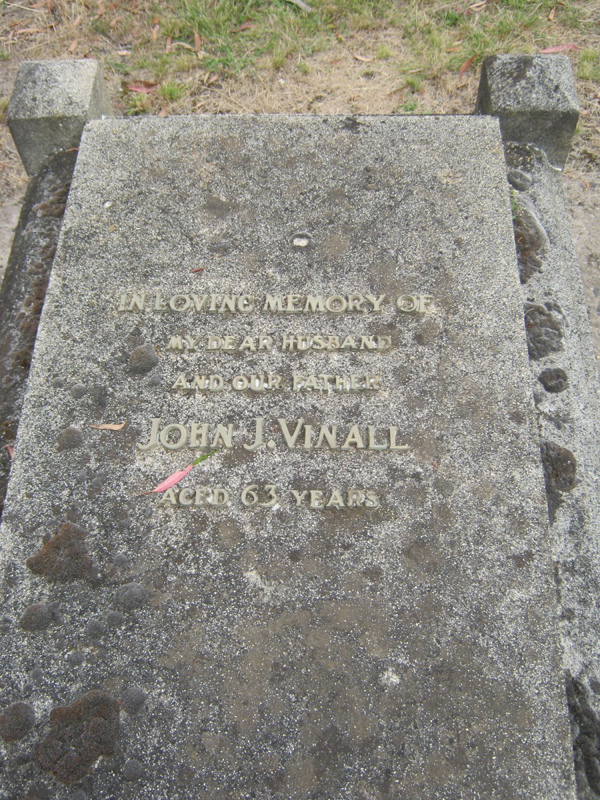 IN LOVING MEMORY OF
MY DEAR HUSBAND
AND OUR FATHER
JOHN J. VINALL
AGED 63 YEARS